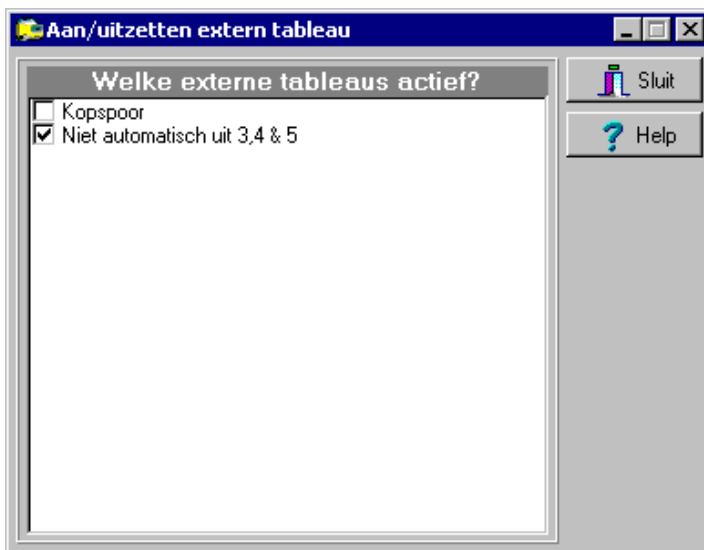 Aan/uitzetten extern tableau
Welke externe tableaus actief?
Sluit
Kopspoor
Niet automatisch uit 3,4 & 5
Help